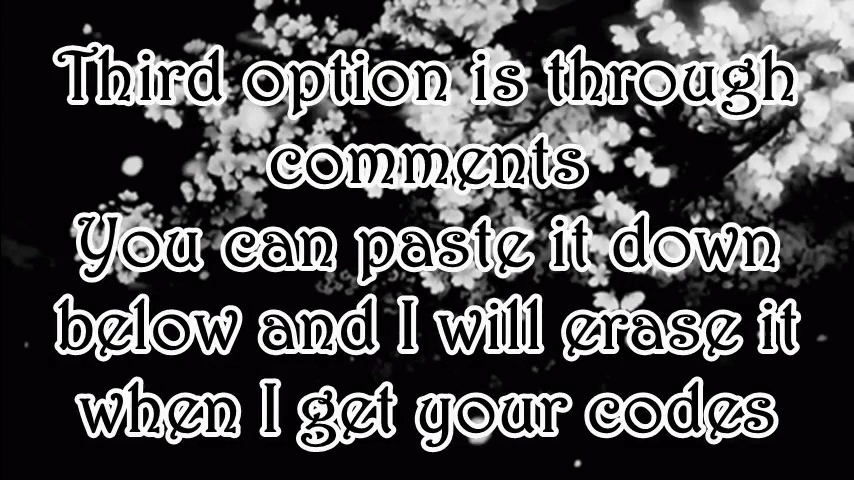 Third option is through
comments
You can paste it down
below and I will erase it
when I get your codes